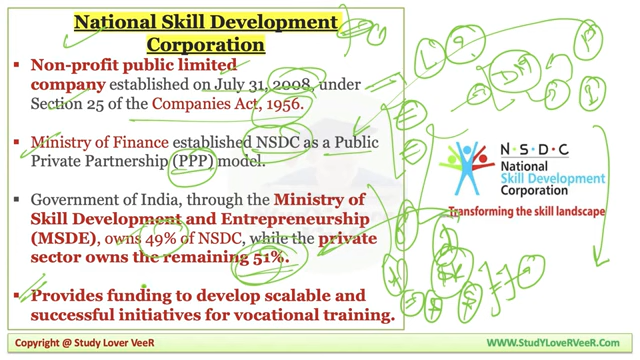 National Skill Development
Corporation
▪ Non-profit public limited
company established on July 31, 2008, under
Section 25 of the Companies Act, 1956.
▪ Ministry of Finance established NSDC as a Public
Private Partnership (PPP) model.
▪ Government of India, through the Ministry of
Skill Development and Entrepreneurship
(MSDE), owns 49% of NSDC, while the private
sector owns the remaining 51%.
▪ Provides funding to develop scalable and
successful initiatives for vocational training.
N·S·D·C
National
Skill Development
Corporation
Transforming the skill landscape
Copyright @ Study Lover VeeR
WWW.StudyLoverVeeR.Com